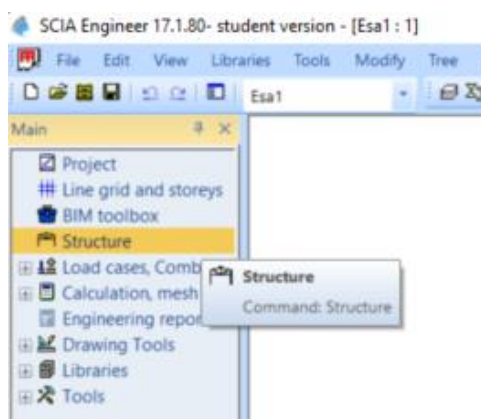 SCIA Engineer 17.1.80- student version - [Esa1 : 1]
File Edit View Libraries Tools Modify Tree
Esa1
Main
Project
Line grid and storeys
BIM toolbox
Structure
Load cases, Comb
Structure
Calculation, mesh
Command: Structure
Engineering repor
Drawing Tools
Libraries
Tools